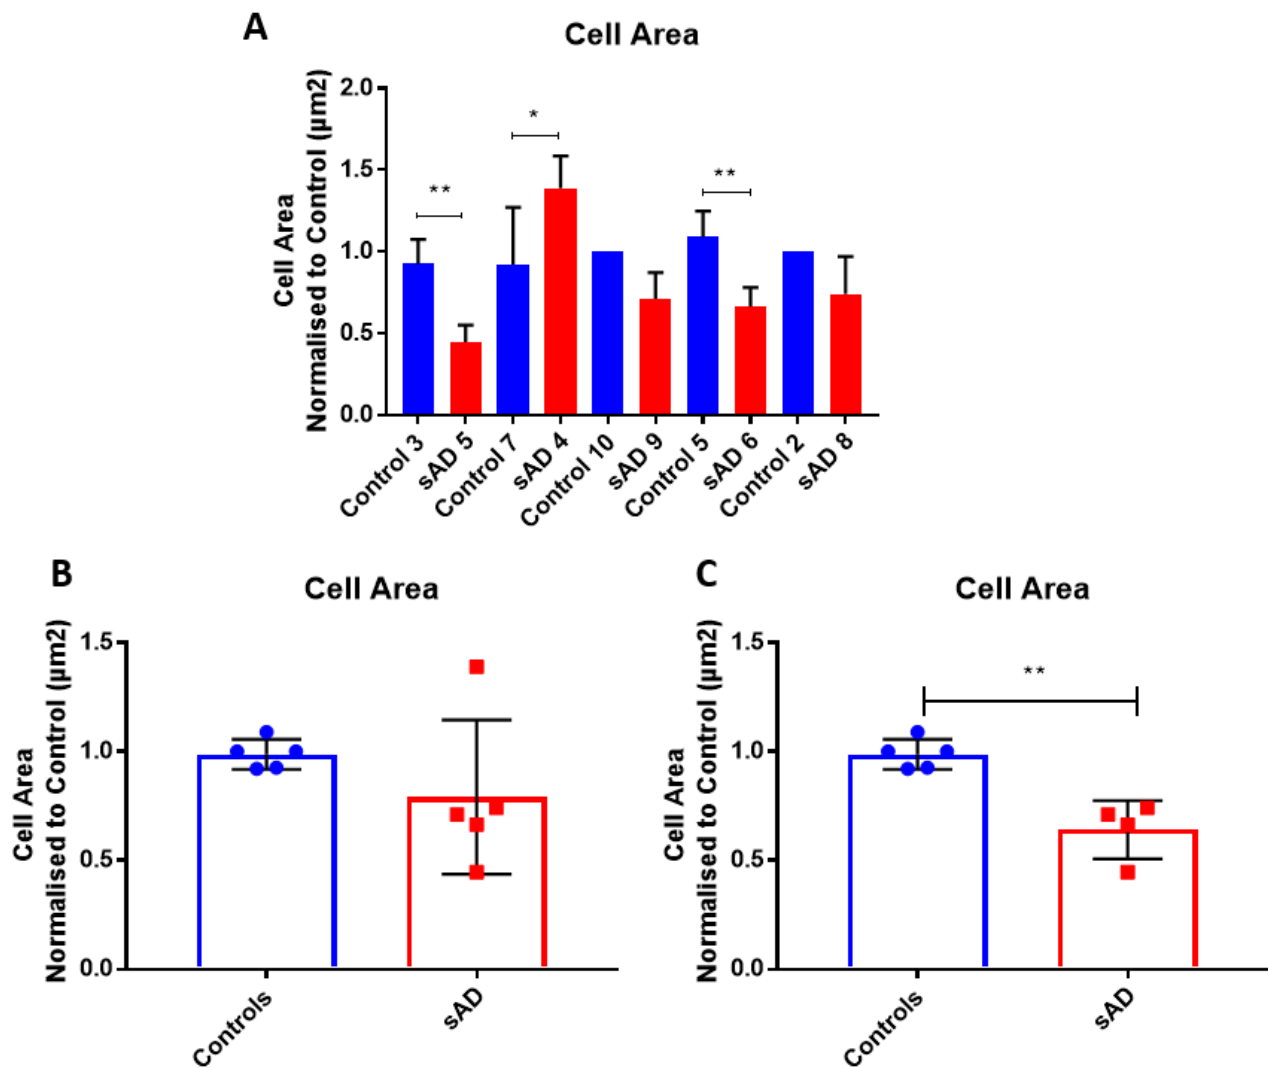 A
Cell Area
Cell Area
Normalised to Control (µm2)
2.0
1.5
1.0
0.5
0.0
**
*
**
Control 3
sAD 5
Control 7
sAD 4
Control 10
sAD 9
Control 5
sAD 6
Control 2
sAD 8
B
Cell Area
Cell Area
Normalised to Control (µm2)
1.5
1.0
0.5
0.0
Controls
sAD
C
Cell Area
Cell Area
Normalised to Control (µm2)
1.5
1.0
0.5
0.0
**
Controls
sAD